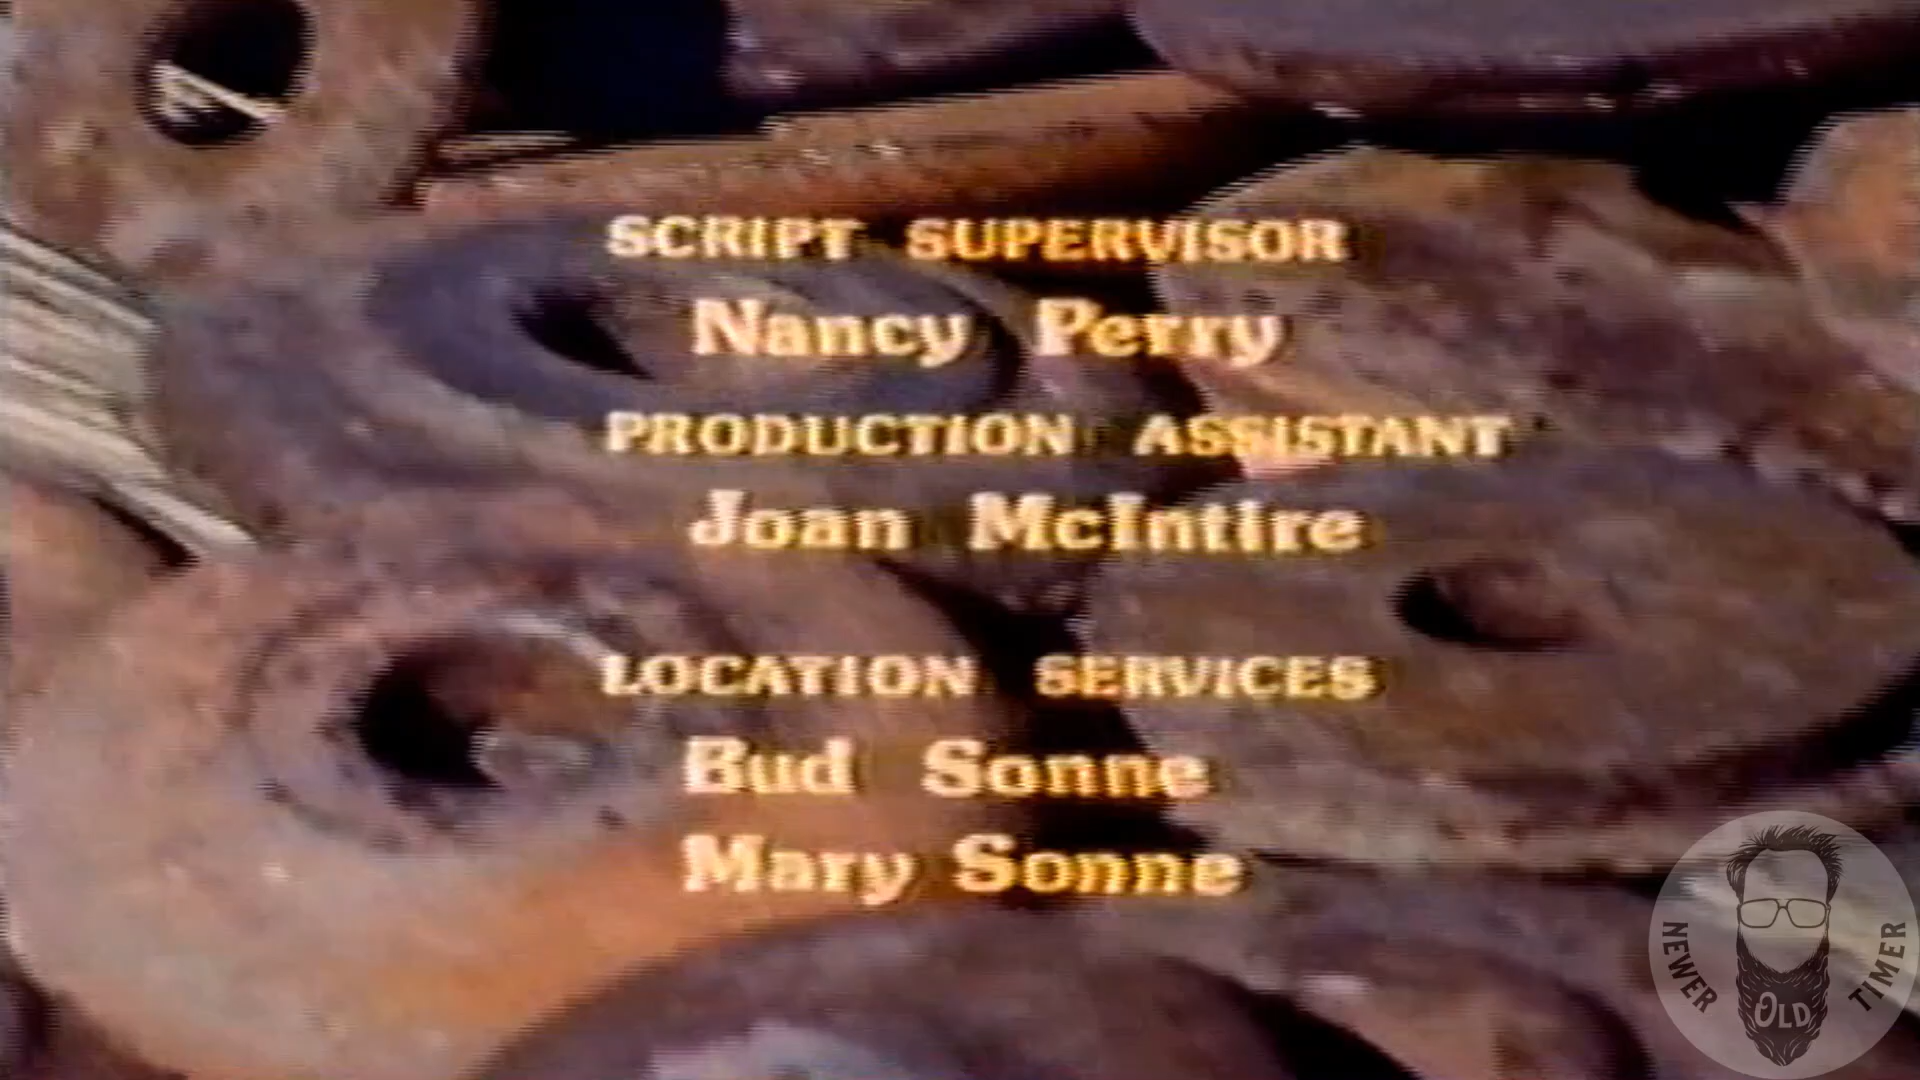 SCRIPT SUPERVISOR
Nancy Perry
PRODUCTION ASSISTANT
Joan McIntire
LOCATION SERVICES
Bud Sonne
Mary Sonne
NEWER OLD TIMER